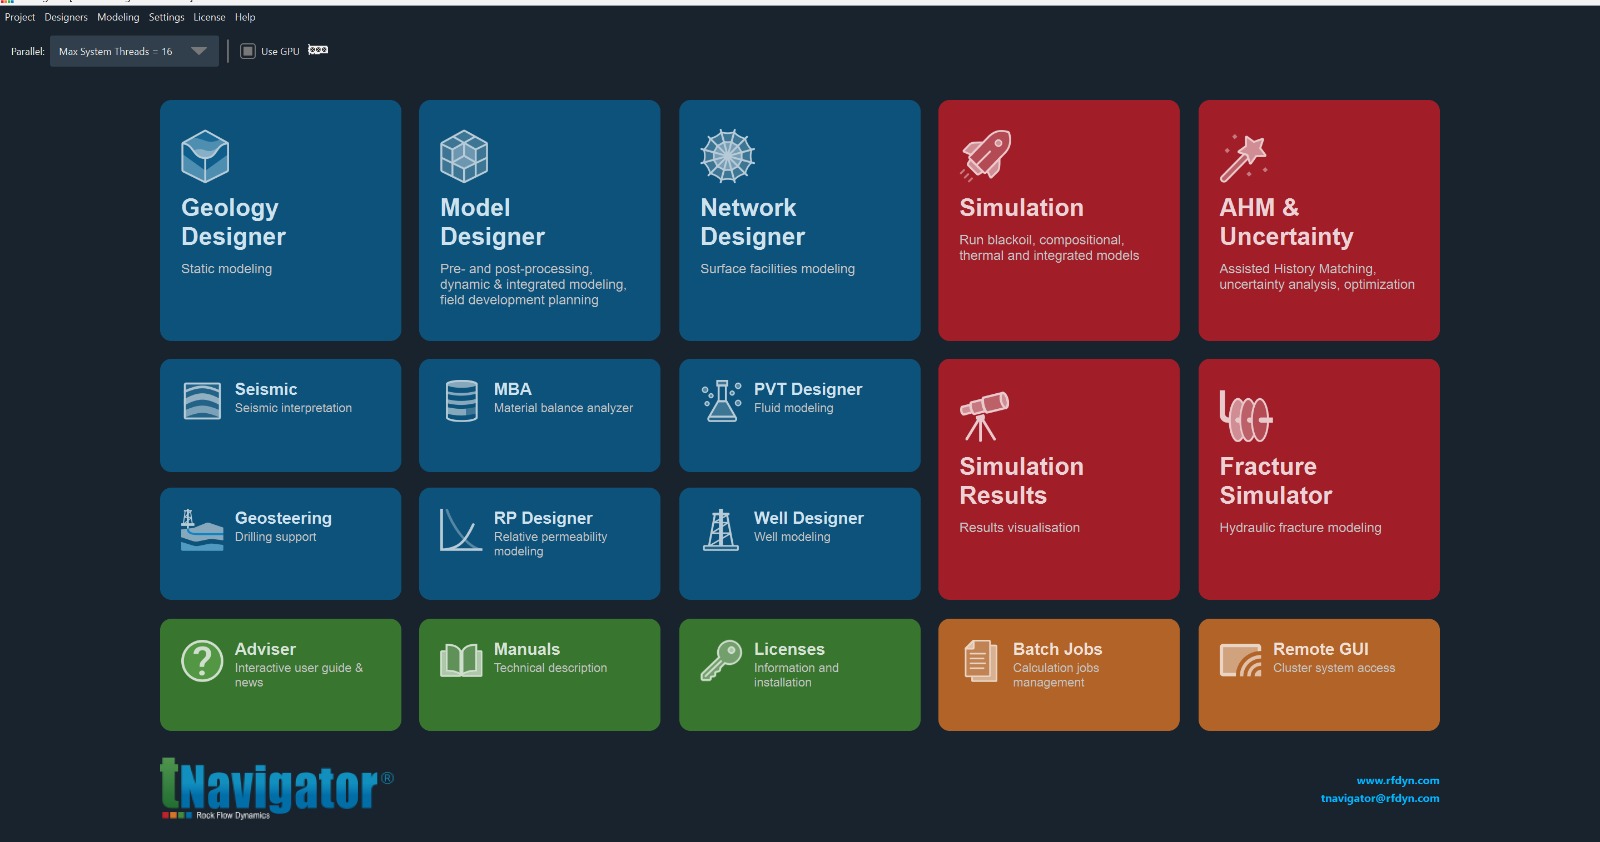 Project Designers Modeling Settings License Help
Parallel: Max System Threads = 16 Use GPU
Geology
Designer
Static modeling
Model
Designer
Pre- and post-processing,
dynamic & integrated modeling,
field development planning
Network
Designer
Surface facilities modeling
Simulation
Run blackoil, compositional,
thermal and integrated models
AHM &
Uncertainty
Assisted History Matching,
uncertainty analysis, optimization
Seismic
Seismic interpretation
MBA
Material balance analyzer
PVT Designer
Fluid modeling
Simulation
Results
Results visualisation
Fracture
Simulator
Hydraulic fracture modeling
Geosteering
Drilling support
RP Designer
Relative permeability
modeling
Well Designer
Well modeling
Adviser
Interactive user guide &
news
Manuals
Technical description
Licenses
Information and
installation
Batch Jobs
Calculation jobs
management
Remote GUI
Cluster system access
tNavigator®
Rock Flow Dynamics
www.rfdyn.com
tnavigator@rfdyn.com